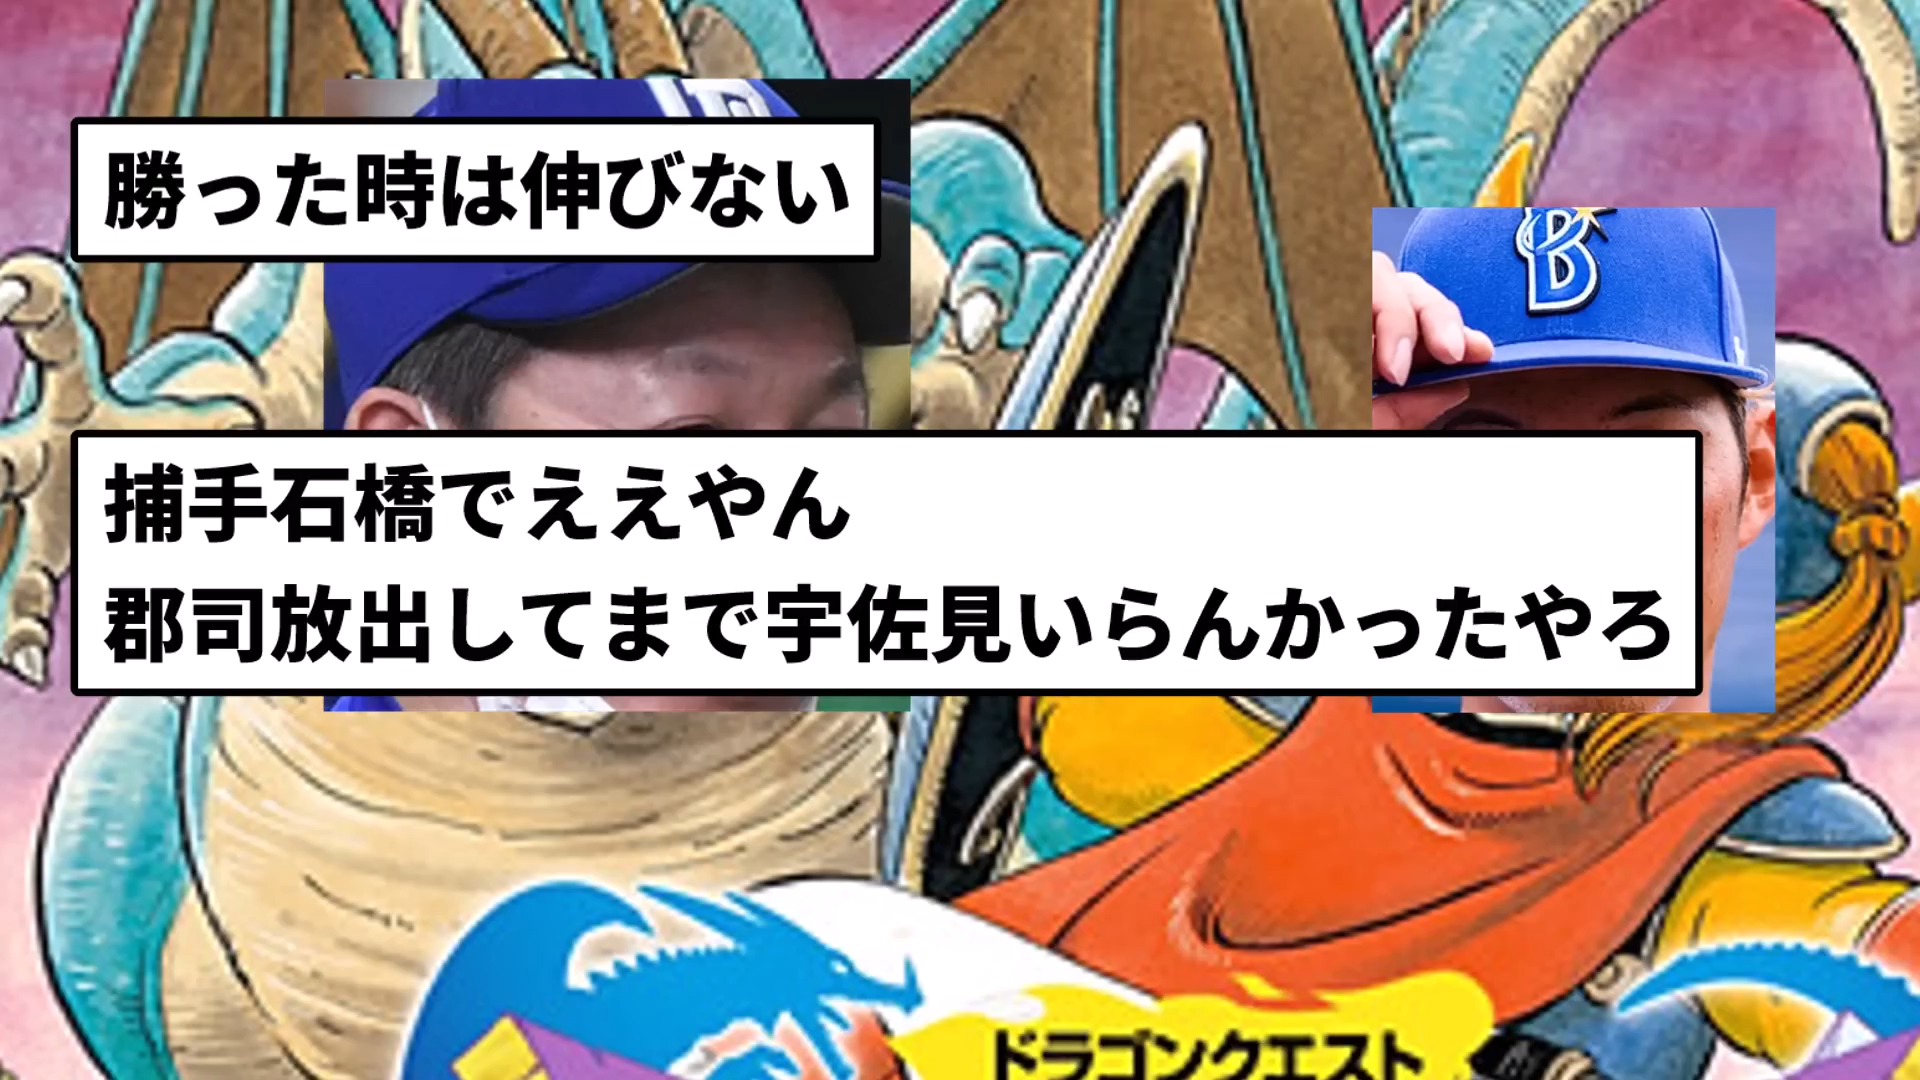 勝った時は伸びない
捕手石橋でええやん
郡司放出してまで宇佐見いらんかったやろ
ドラゴンクエスト